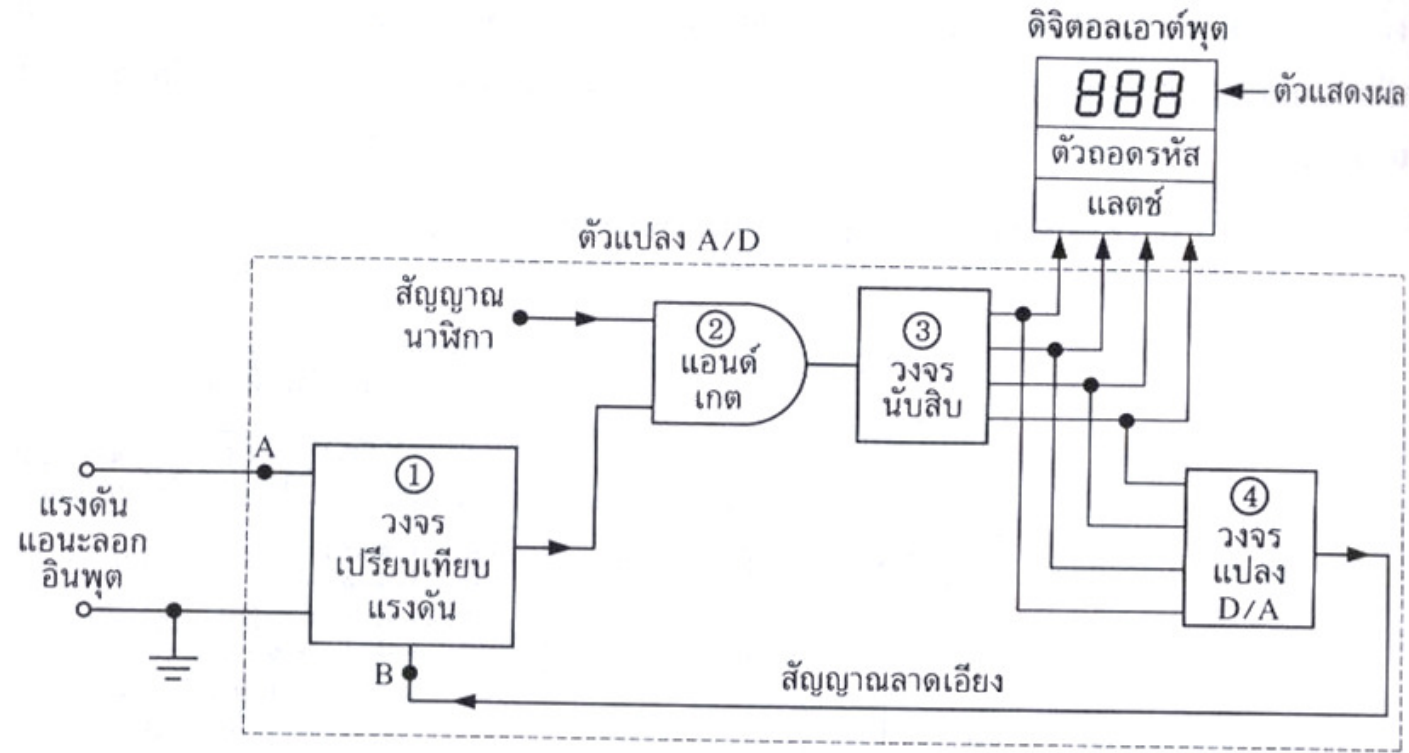 ดิจิตอลเอาต์พุต
888
ตัวแสดงผล
ตัวถอดรหัส
แลตช์
ตัวแปลง A/D
สัญญาณ
นาฬิกา
②
แอนด์
เกต
③
วงจร
นับสิบ
A
แรงดัน
แอนะลอก
อินพุต
①
วงจร
เปรียบเทียบ
แรงดัน
B
④
วงจร
แปลง
D/A
สัญญาณลาดเอียง